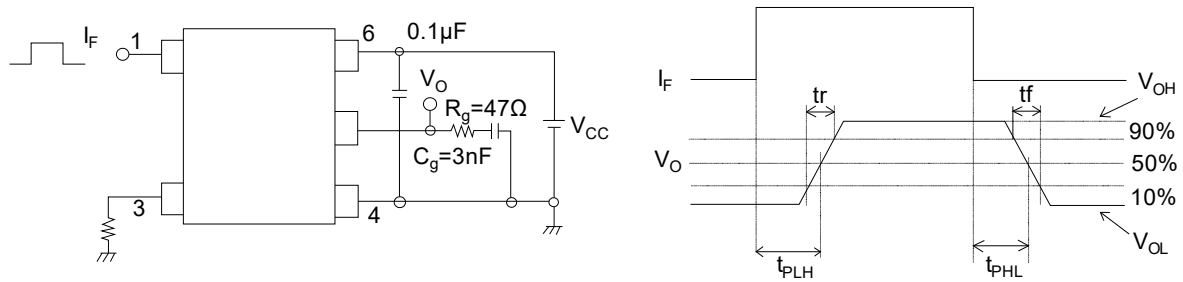 I_F
1
6
0.1µF
V_O
R_g=47Ω
C_g=3nF
V_CC
3
4
I_F
tr
tf
V_OH
90%
V_O
50%
10%
V_OL
t_PLH
t_PHL